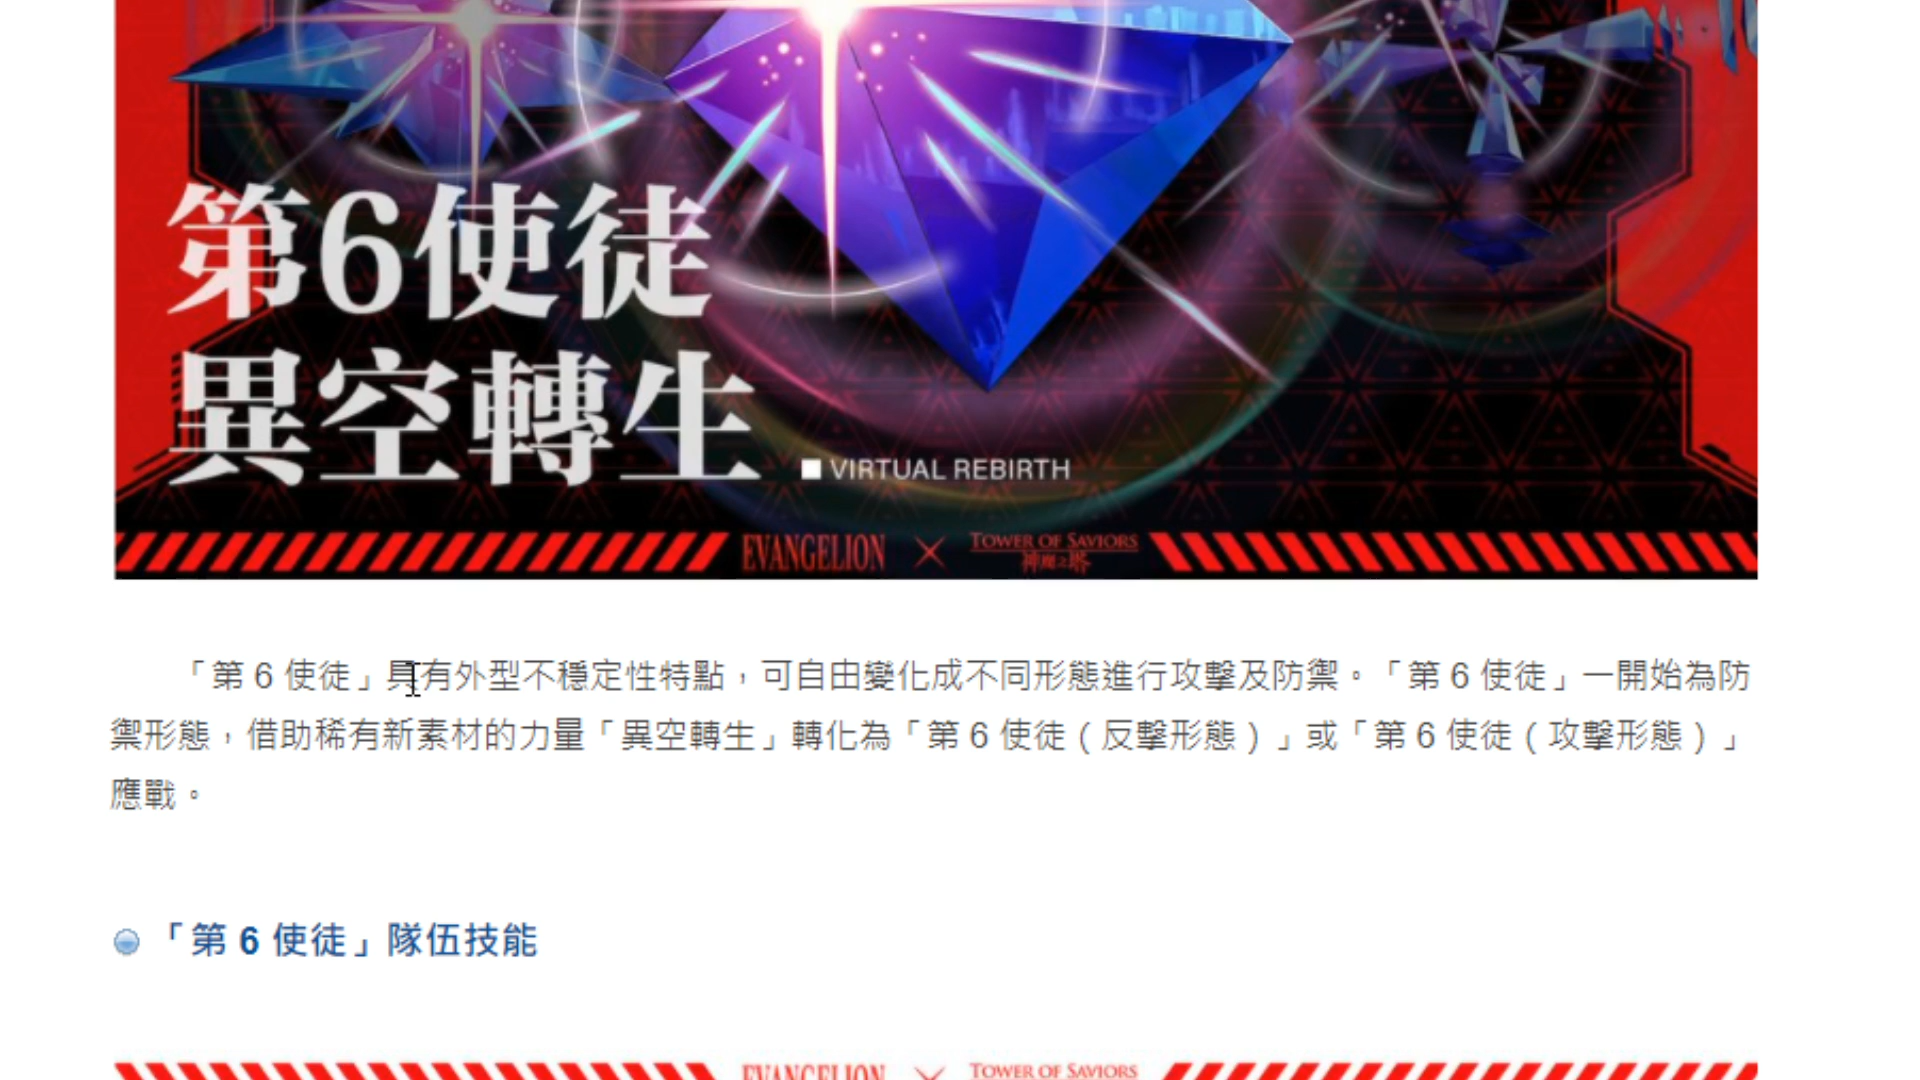 第6使徒
異空轉生
VIRTUAL REBIRTH
EVANGELION × TOWER OF SAVIORS
神魔之塔
「第 6 使徒」具有外型不穩定性特點，可自由變化成不同形態進行攻擊及防禦。「第 6 使徒」一開始為防
禦形態，借助稀有新素材的力量「異空轉生」轉化為「第 6 使徒（反擊形態）」或「第 6 使徒（攻擊形態）」
應戰。
「第 6 使徒」隊伍技能
EVANGELION × TOWER OF SAVIORS